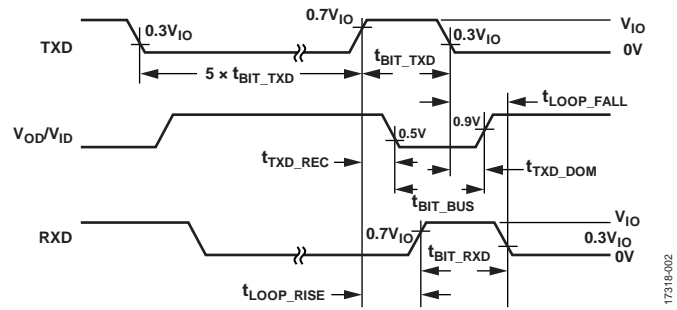 TXD
0.3V_IO
0.7V_IO
0.3V_IO
V_IO
0V
5 × t_BIT_TXD
t_BIT_TXD
t_LOOP_FALL
V_OD/V_ID
0.5V
0.9V
t_TXD_REC
t_TXD_DOM
t_BIT_BUS
RXD
0.7V_IO
V_IO
0.3V_IO
0V
t_BIT_RXD
t_LOOP_RISE
17318-002